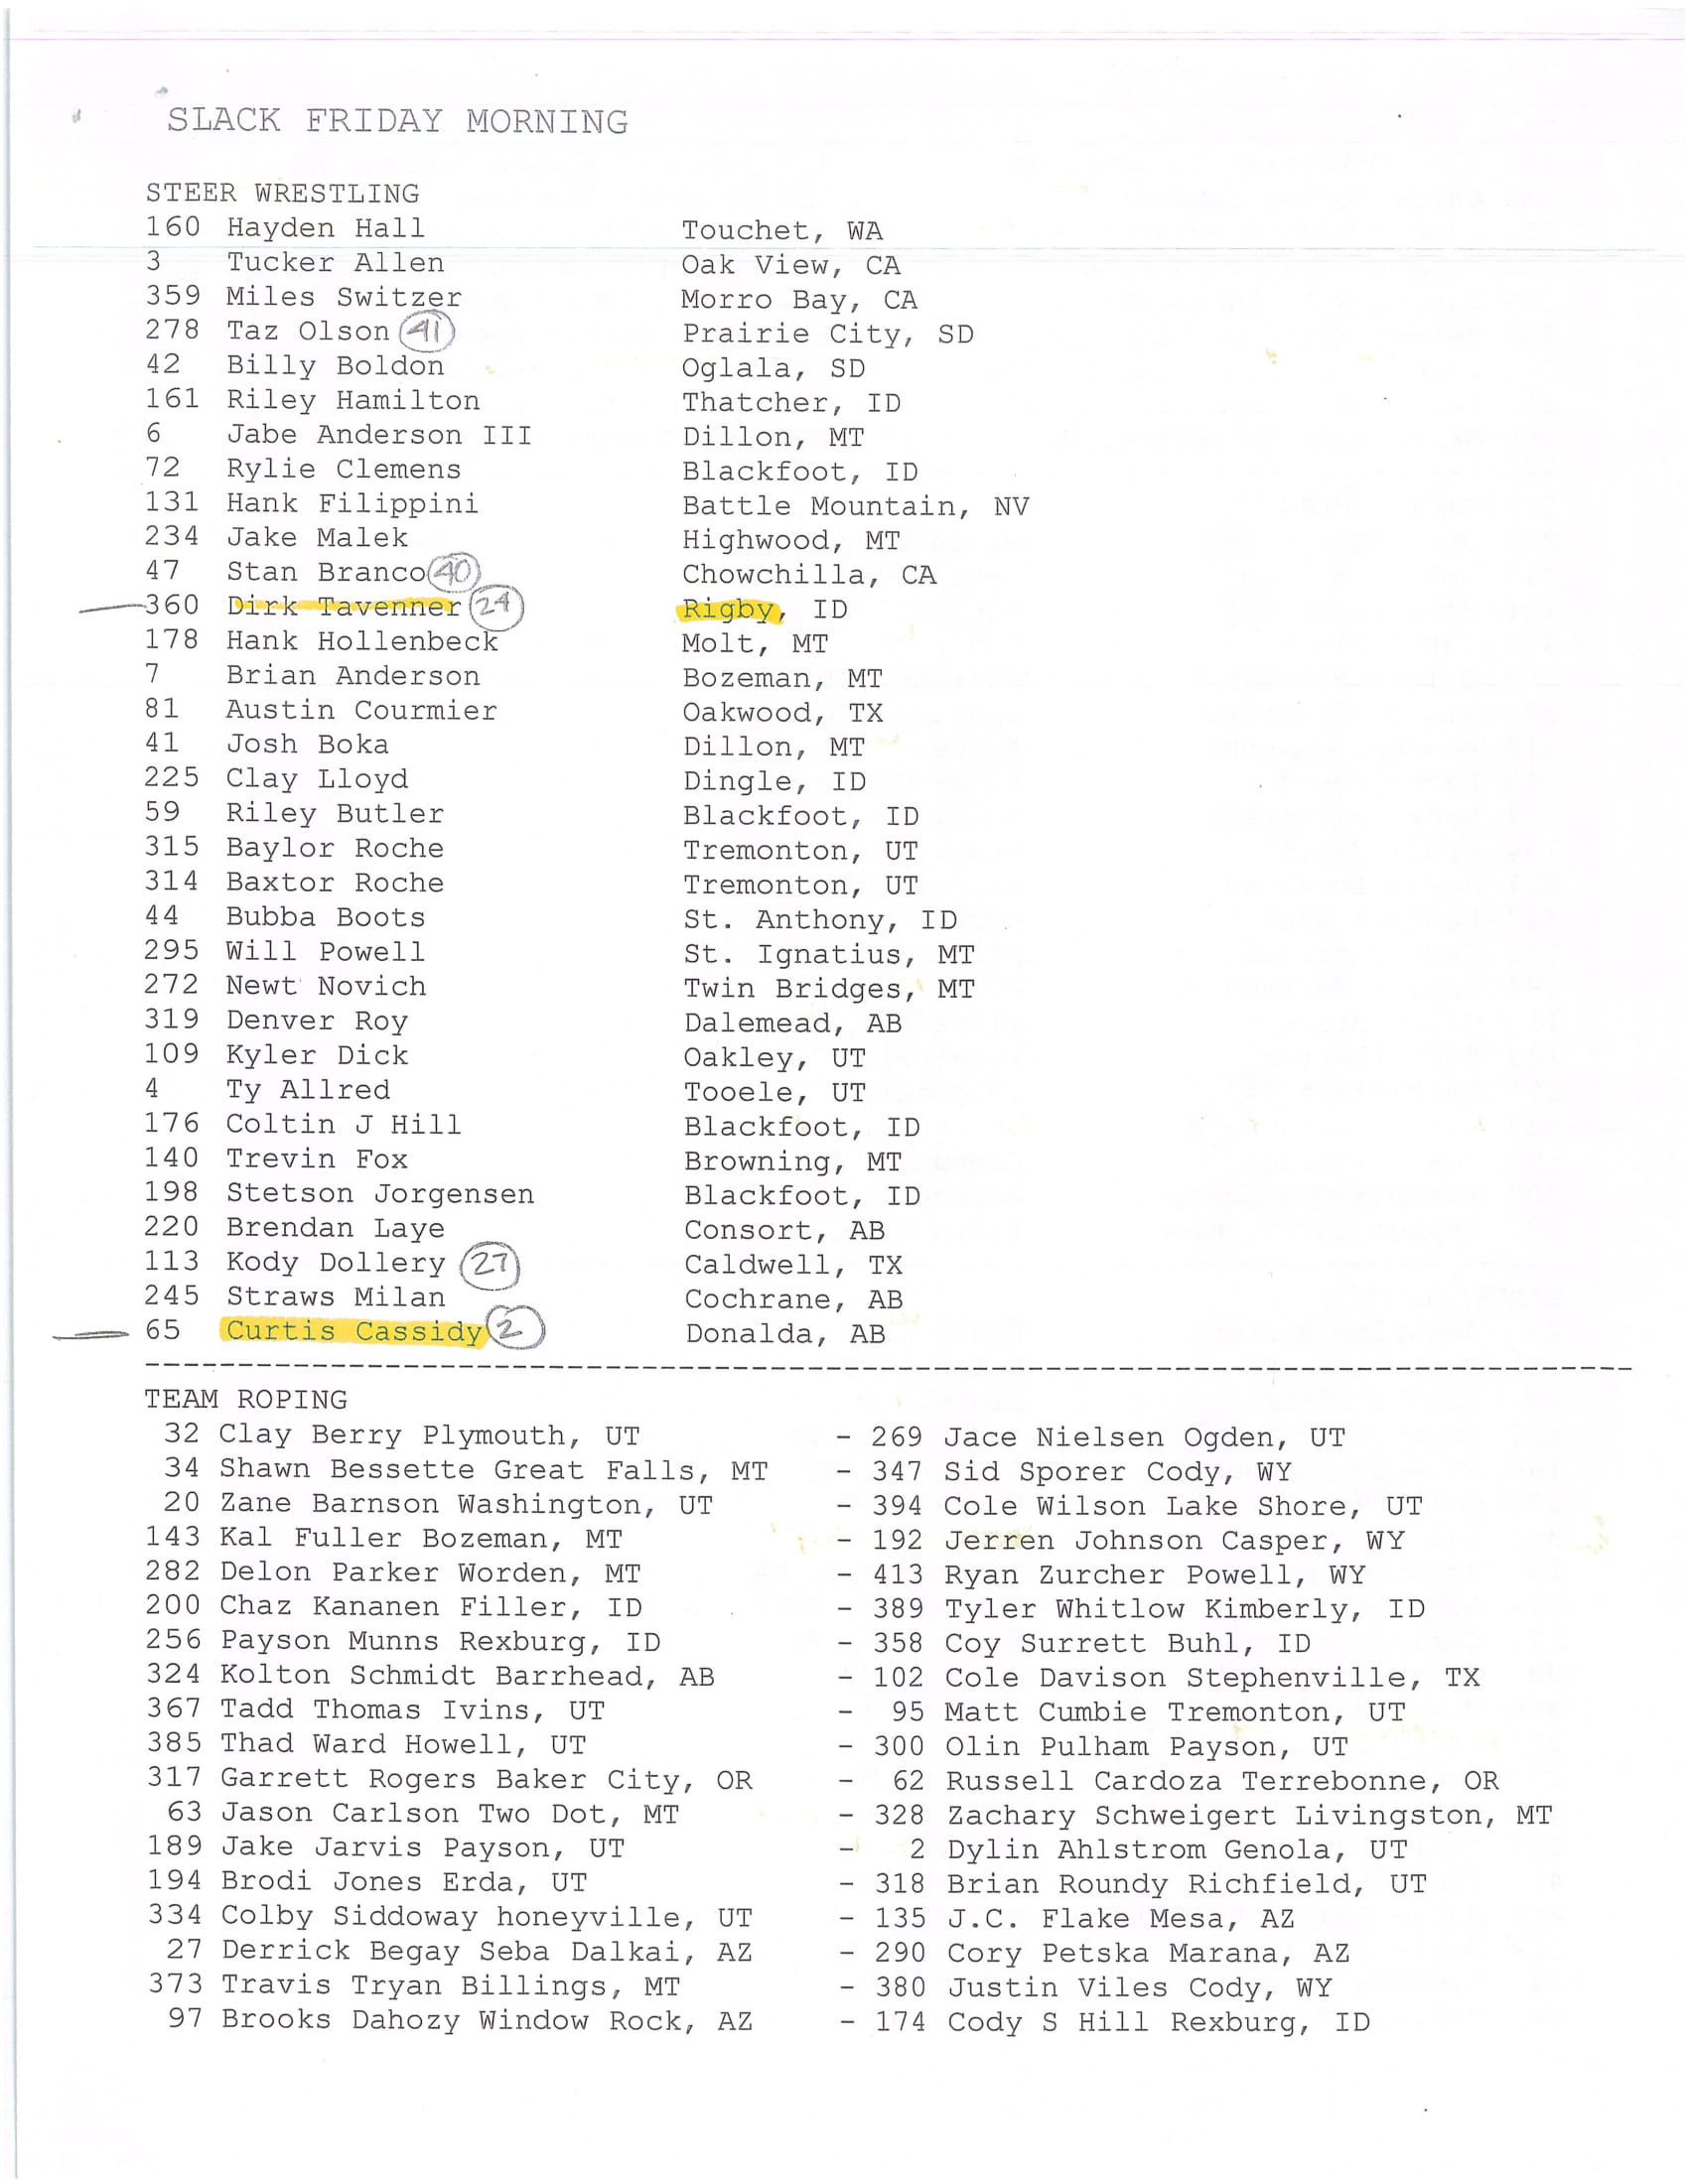 SLACK FRIDAY MORNING
STEER WRESTLING
160 Hayden Hall Touchet, WA
3 Tucker Allen Oak View, CA
359 Miles Switzer Morro Bay, CA
278 Taz Olson 41 Prairie City, SD
42 Billy Boldon Oglala, SD
161 Riley Hamilton Thatcher, ID
6 Jabe Anderson III Dillon, MT
72 Rylie Clemens Blackfoot, ID
131 Hank Filippini Battle Mountain, NV
234 Jake Malek Highwood, MT
47 Stan Branco 40 Chowchilla, CA
360 Dirk Tavenner 24 Rigby, ID
178 Hank Hollenbeck Molt, MT
7 Brian Anderson Bozeman, MT
81 Austin Courmier Oakwood, TX
41 Josh Boka Dillon, MT
225 Clay Lloyd Dingle, ID
59 Riley Butler Blackfoot, ID
315 Baylor Roche Tremonton, UT
314 Baxtor Roche Tremonton, UT
44 Bubba Boots St. Anthony, ID
295 Will Powell St. Ignatius, MT
272 Newt Novich Twin Bridges, MT
319 Denver Roy Dalemead, AB
109 Kyler Dick Oakley, UT
4 Ty Allred Tooele, UT
176 Coltin J Hill Blackfoot, ID
140 Trevin Fox Browning, MT
198 Stetson Jorgensen Blackfoot, ID
220 Brendan Laye Consort, AB
113 Kody Dollery 27 Caldwell, TX
245 Straws Milan Cochrane, AB
65 Curtis Cassidy 2 Donalda, AB
TEAM ROPING
32 Clay Berry Plymouth, UT - 269 Jace Nielsen Ogden, UT
34 Shawn Bessette Great Falls, MT - 347 Sid Sporer Cody, WY
20 Zane Barnson Washington, UT - 394 Cole Wilson Lake Shore, UT
143 Kal Fuller Bozeman, MT - 192 Jerren Johnson Casper, WY
282 Delon Parker Worden, MT - 413 Ryan Zurcher Powell, WY
200 Chaz Kananen Filler, ID - 389 Tyler Whitlow Kimberly, ID
256 Payson Munns Rexburg, ID - 358 Coy Surrett Buhl, ID
324 Kolton Schmidt Barrhead, AB - 102 Cole Davison Stephenville, TX
367 Tadd Thomas Ivins, UT - 95 Matt Cumbie Tremonton, UT
385 Thad Ward Howell, UT - 300 Olin Pulham Payson, UT
317 Garrett Rogers Baker City, OR - 62 Russell Cardoza Terrebonne, OR
63 Jason Carlson Two Dot, MT - 328 Zachary Schweigert Livingston, MT
189 Jake Jarvis Payson, UT - 2 Dylin Ahlstrom Genola, UT
194 Brodi Jones Erda, UT - 318 Brian Roundy Richfield, UT
334 Colby Siddoway honeyville, UT - 135 J.C. Flake Mesa, AZ
27 Derrick Begay Seba Dalkai, AZ - 290 Cory Petska Marana, AZ
373 Travis Tryan Billings, MT - 380 Justin Viles Cody, WY
97 Brooks Dahozy Window Rock, AZ - 174 Cody S Hill Rexburg, ID